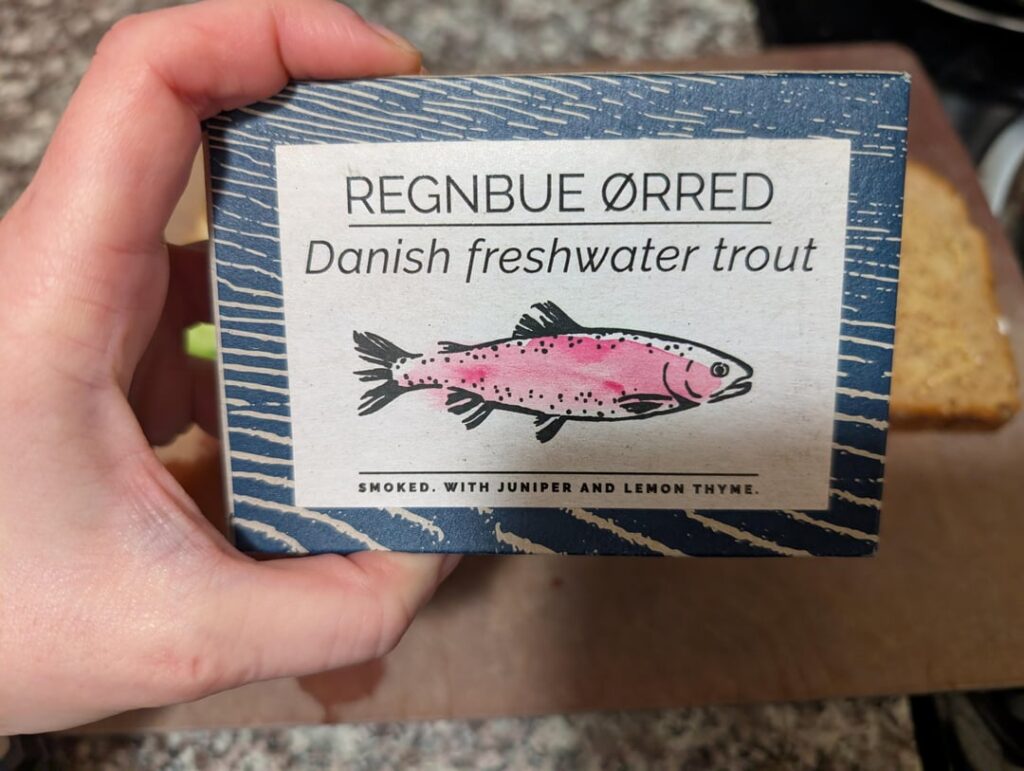 REGNBUE ØRRED
Danish freshwater trout
SMOKED. WITH JUNIPER AND LEMON THYME.